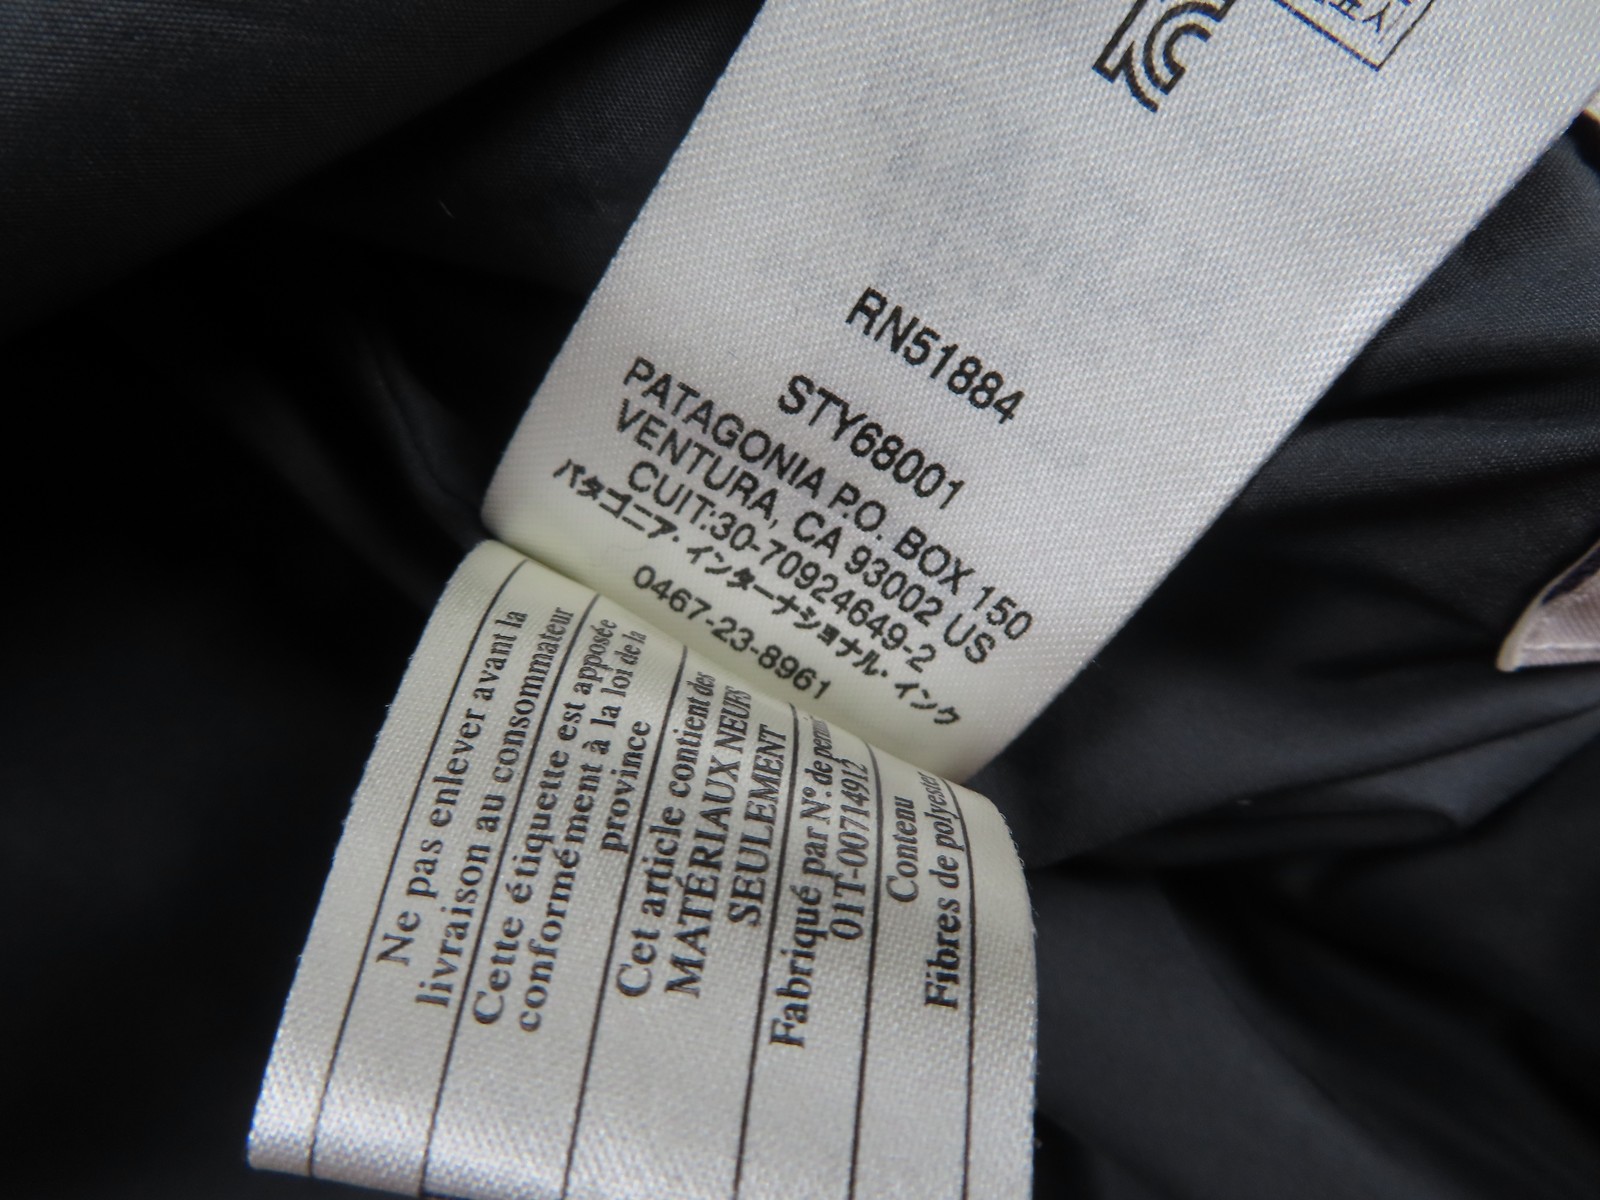 RN51884
STY68001
PATAGONIA P.O. BOX 150
VENTURA, CA 93002 US
CUIT:30-70924649-2
パタゴニア・インターナショナル・インク
0467-23-8961
Ne pas enlever avant la
livraison au consommateur
Cette étiquette est apposée
conformément à la loi de la
province
Cet article contient des
MATÉRIAUX NEUFS
SEULEMENT
Fabriqué par N°. de
01T-00714912
Contenu
Fibres de polyester